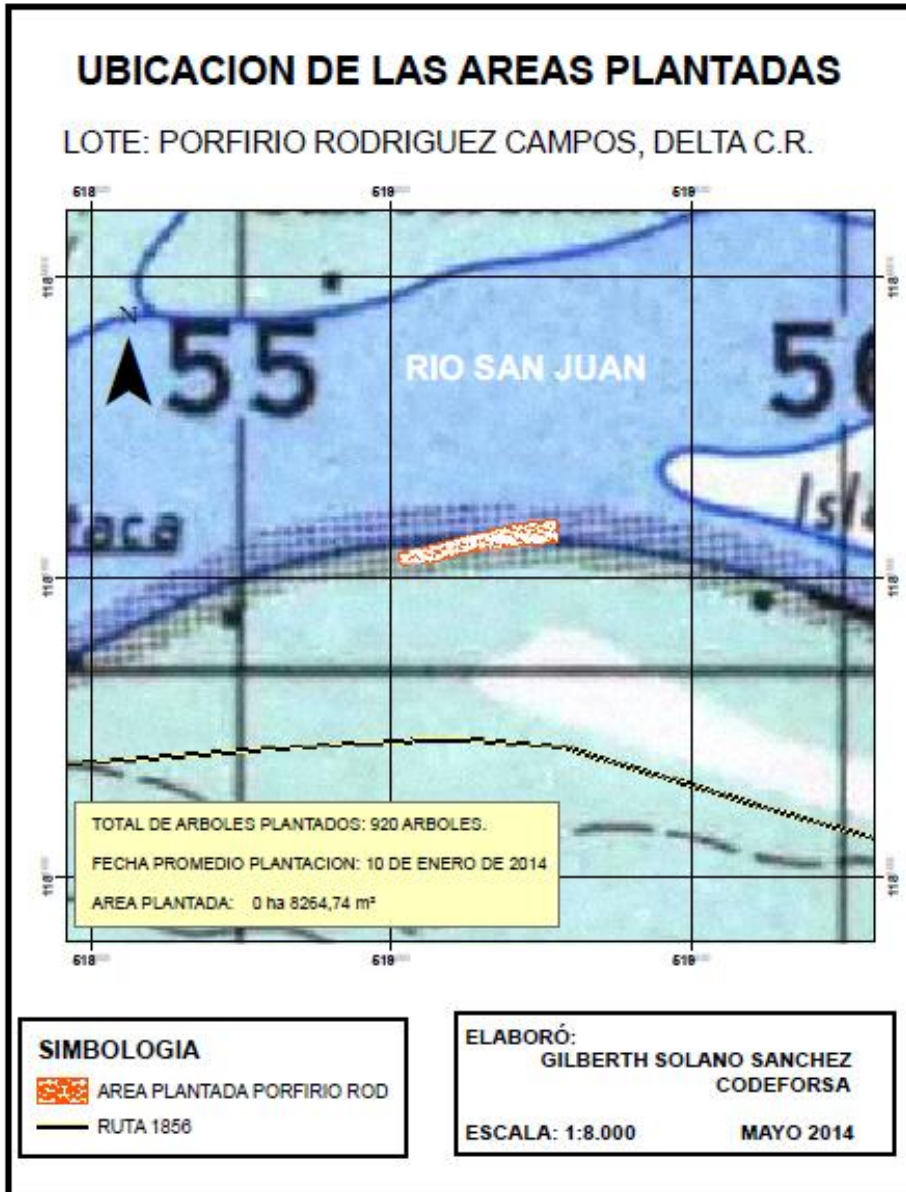 UBICACION DE LAS AREAS PLANTADAS
LOTE: PORFIRIO RODRIGUEZ CAMPOS, DELTA C.R.
518 519 519
118 118
N
55 56
RIO SAN JUAN
Isla
taca
118 118
TOTAL DE ARBOLES PLANTADOS: 920 ARBOLES.
FECHA PROMEDIO PLANTACION: 10 DE ENERO DE 2014
AREA PLANTADA: 0 ha 8264,74 m²
118 118
518 519 519
SIMBOLOGIA
AREA PLANTADA PORFIRIO ROD
RUTA 1856
ELABORÓ:
GILBERTH SOLANO SANCHEZ
CODEFORSA
ESCALA: 1:8.000 MAYO 2014